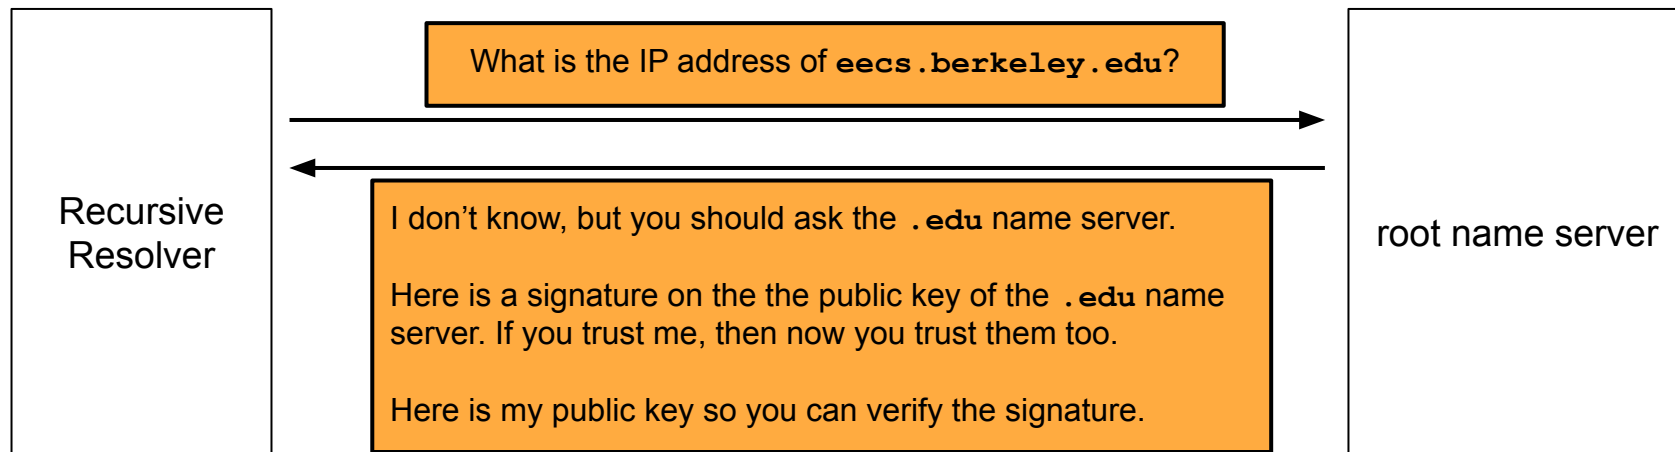 What is the IP address of eecs.berkeley.edu?
Recursive
Resolver
I don’t know, but you should ask the .edu name server.
Here is a signature on the the public key of the .edu name
server. If you trust me, then now you trust them too.
Here is my public key so you can verify the signature.
root name server